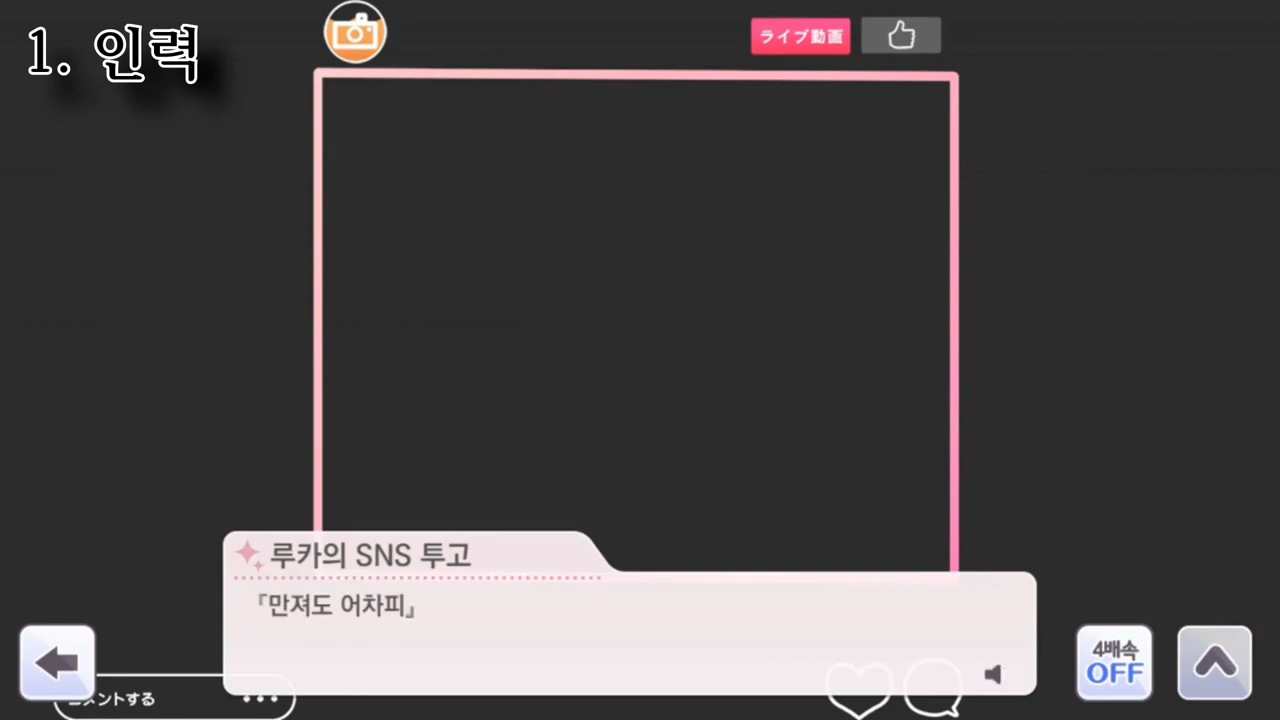 1. 인력
ライブ動画
루카의 SNS 투고
『만져도 어차피』
4배속
OFF
コメントする